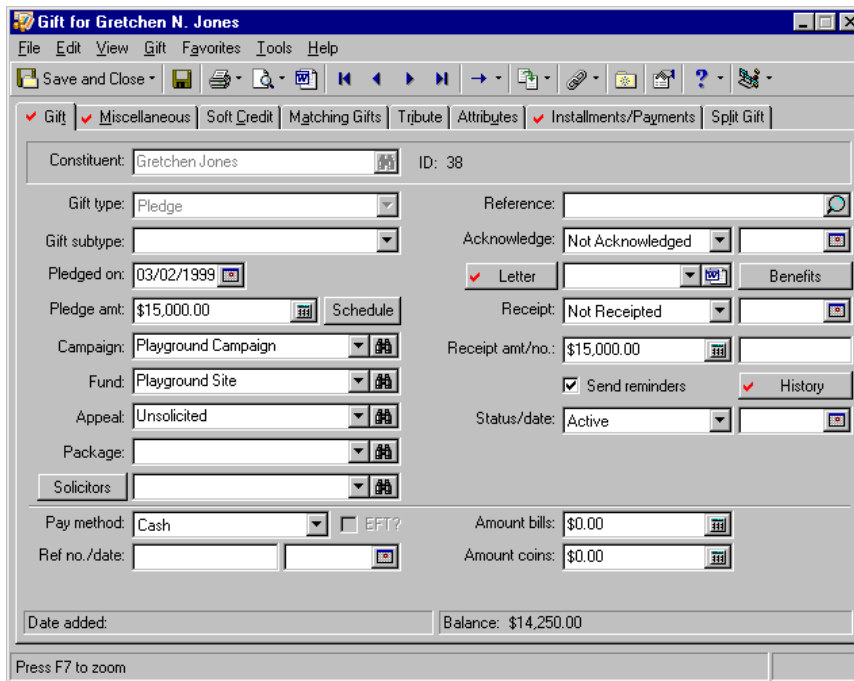 Gift for Gretchen N. Jones
File Edit View Gift Favorites Tools Help
Save and Close
Gift Miscellaneous Soft Credit Matching Gifts Tribute Attributes Installments/Payments Split Gift
Constituent: Gretchen Jones ID: 38
Gift type: Pledge Reference:
Gift subtype: Acknowledge: Not Acknowledged
Pledged on: 03/02/1999 Letter Benefits
Pledge amt: $15,000.00 Schedule Receipt: Not Receipted
Campaign: Playground Campaign Receipt amt/no.: $15,000.00
Fund: Playground Site Send reminders History
Appeal: Unsolicited Status/date: Active
Package:
Solicitors
Pay method: Cash EFT? Amount bills: $0.00
Ref no./date: Amount coins: $0.00
Date added: Balance: $14,250.00
Press F7 to zoom